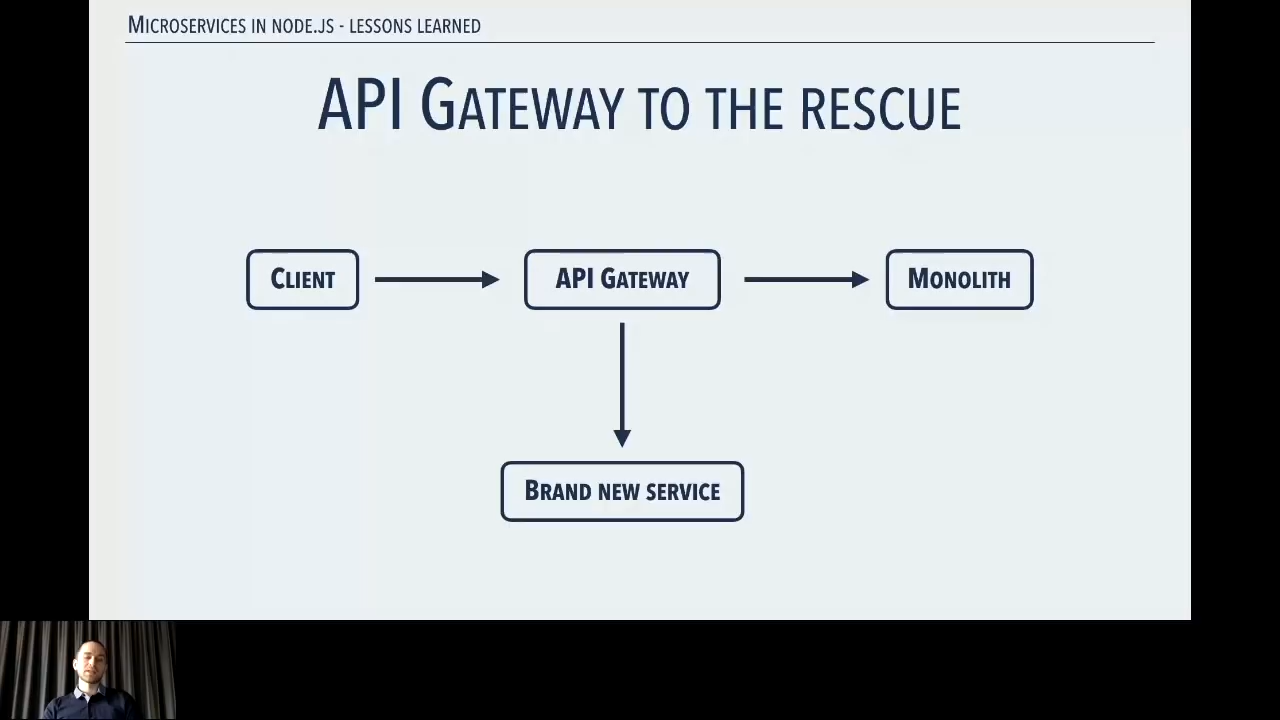 Microservices in node.js - lessons learned
API Gateway to the rescue
Client
API Gateway
Monolith
Brand new service